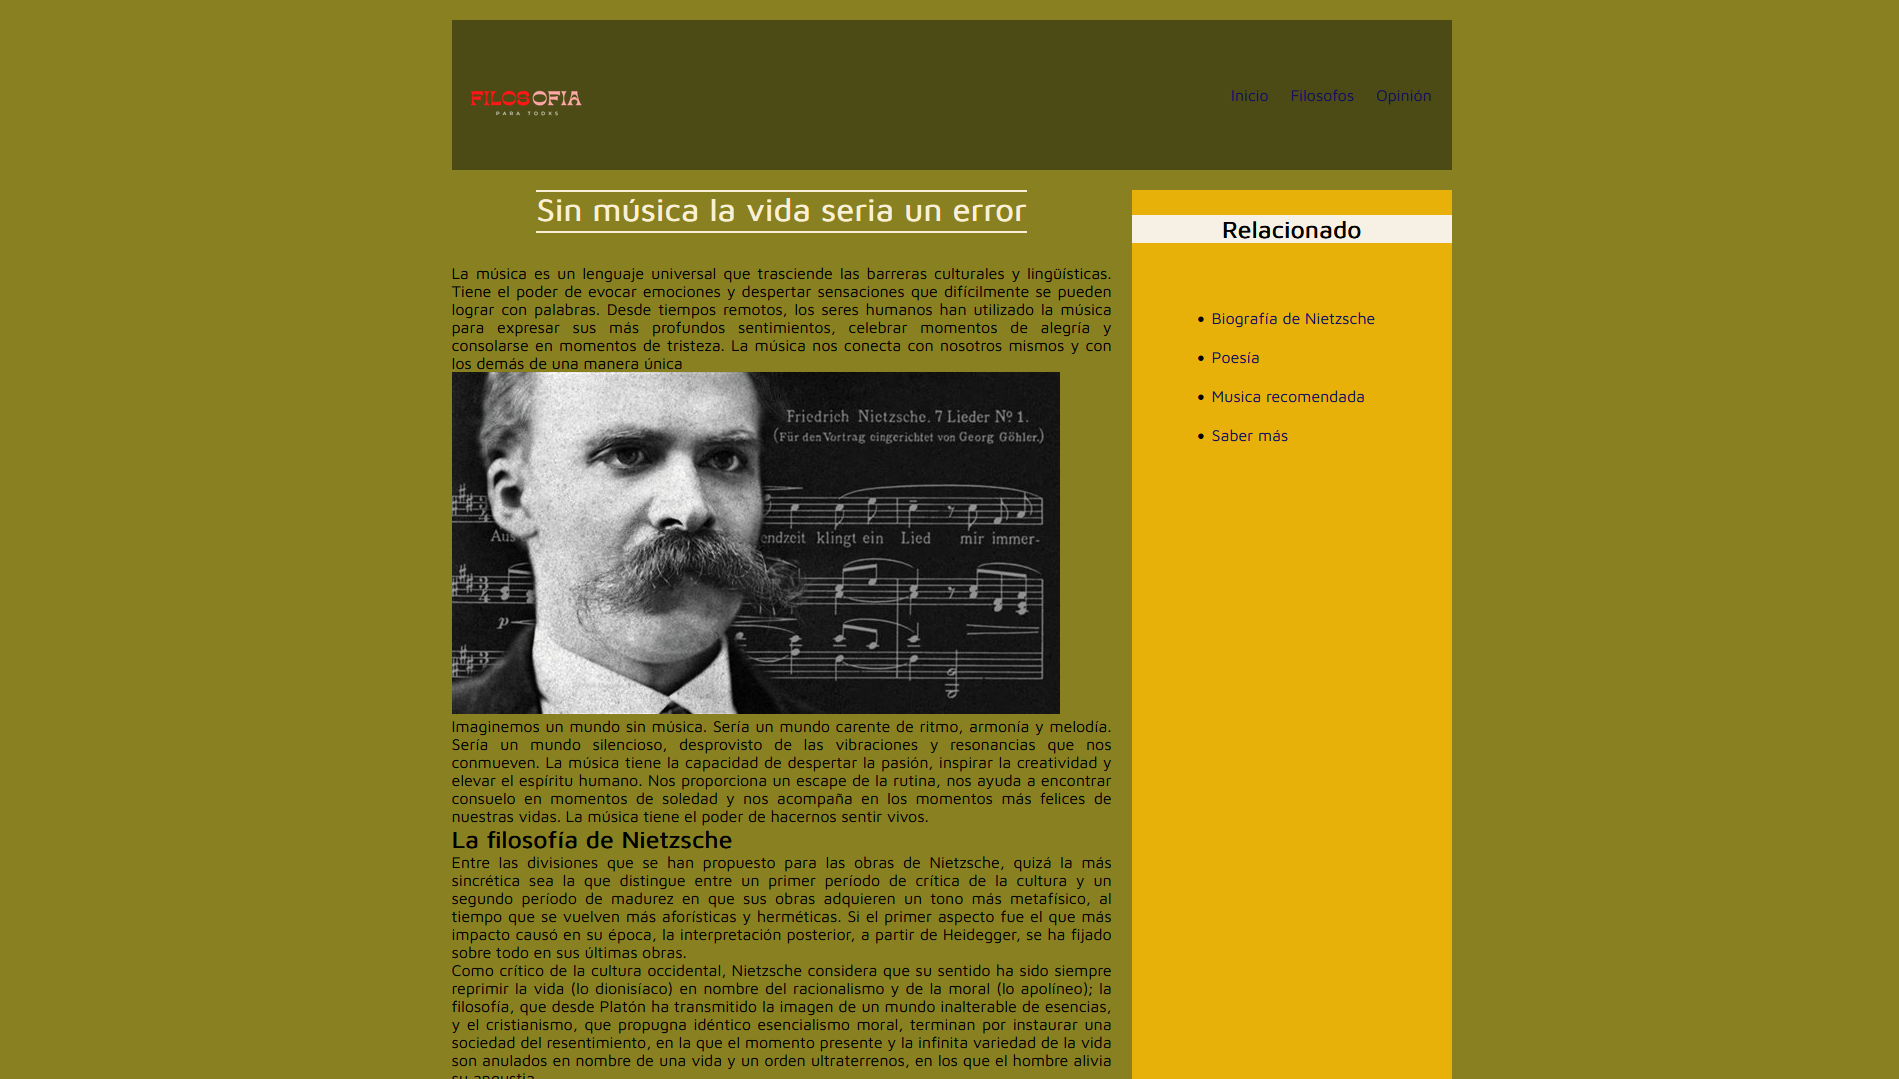 FILOSOFIA
PARA TODXS
Inicio Filosofos Opinión
Sin música la vida seria un error
La música es un lenguaje universal que trasciende las barreras culturales y lingüísticas.
Tiene el poder de evocar emociones y despertar sensaciones que difícilmente se pueden
lograr con palabras. Desde tiempos remotos, los seres humanos han utilizado la música
para expresar sus más profundos sentimientos, celebrar momentos de alegría y
consolarse en momentos de tristeza. La música nos conecta con nosotros mismos y con
los demás de una manera única
Friedrich Nietzsche. 7 Lieder Nº 1.
(Für den Vortrag eingerichtet von Georg Göhler.)
Aus
endzeit klingt ein Lied mir immer-
p
Imaginemos un mundo sin música. Sería un mundo carente de ritmo, armonía y melodía.
Sería un mundo silencioso, desprovisto de las vibraciones y resonancias que nos
conmueven. La música tiene la capacidad de despertar la pasión, inspirar la creatividad y
elevar el espíritu humano. Nos proporciona un escape de la rutina, nos ayuda a encontrar
consuelo en momentos de soledad y nos acompaña en los momentos más felices de
nuestras vidas. La música tiene el poder de hacernos sentir vivos.
La filosofía de Nietzsche
Entre las divisiones que se han propuesto para las obras de Nietzsche, quizá la más
sincrética sea la que distingue entre un primer período de crítica de la cultura y un
segundo período de madurez en que sus obras adquieren un tono más metafísico, al
tiempo que se vuelven más aforísticas y herméticas. Si el primer aspecto fue el que más
impacto causó en su época, la interpretación posterior, a partir de Heidegger, se ha fijado
sobre todo en sus últimas obras.
Como crítico de la cultura occidental, Nietzsche considera que su sentido ha sido siempre
reprimir la vida (lo dionisíaco) en nombre del racionalismo y de la moral (lo apolíneo); la
filosofía, que desde Platón ha transmitido la imagen de un mundo inalterable de esencias,
y el cristianismo, que propugna idéntico esencialismo moral, terminan por instaurar una
sociedad del resentimiento, en la que el momento presente y la infinita variedad de la vida
son anulados en nombre de una vida y un orden ultraterrenos, en los que el hombre alivia
su angustia.
Relacionado
• Biografía de Nietzsche
• Poesía
• Musica recomendada
• Saber más